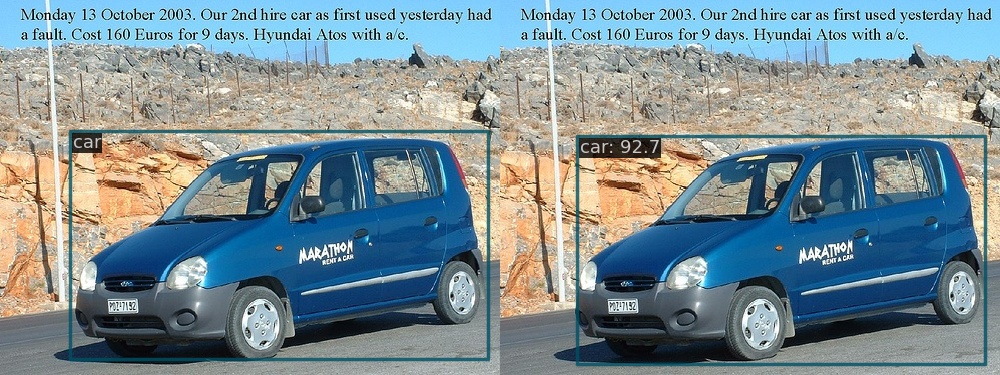 Monday 13 October 2003. Our 2nd hire car as first used yesterday had
a fault. Cost 160 Euros for 9 days. Hyundai Atos with a/c.
car
MARATHON
RENT A CAR
Monday 13 October 2003. Our 2nd hire car as first used yesterday had
a fault. Cost 160 Euros for 9 days. Hyundai Atos with a/c.
car: 92.7
MARATHON
RENT A CAR